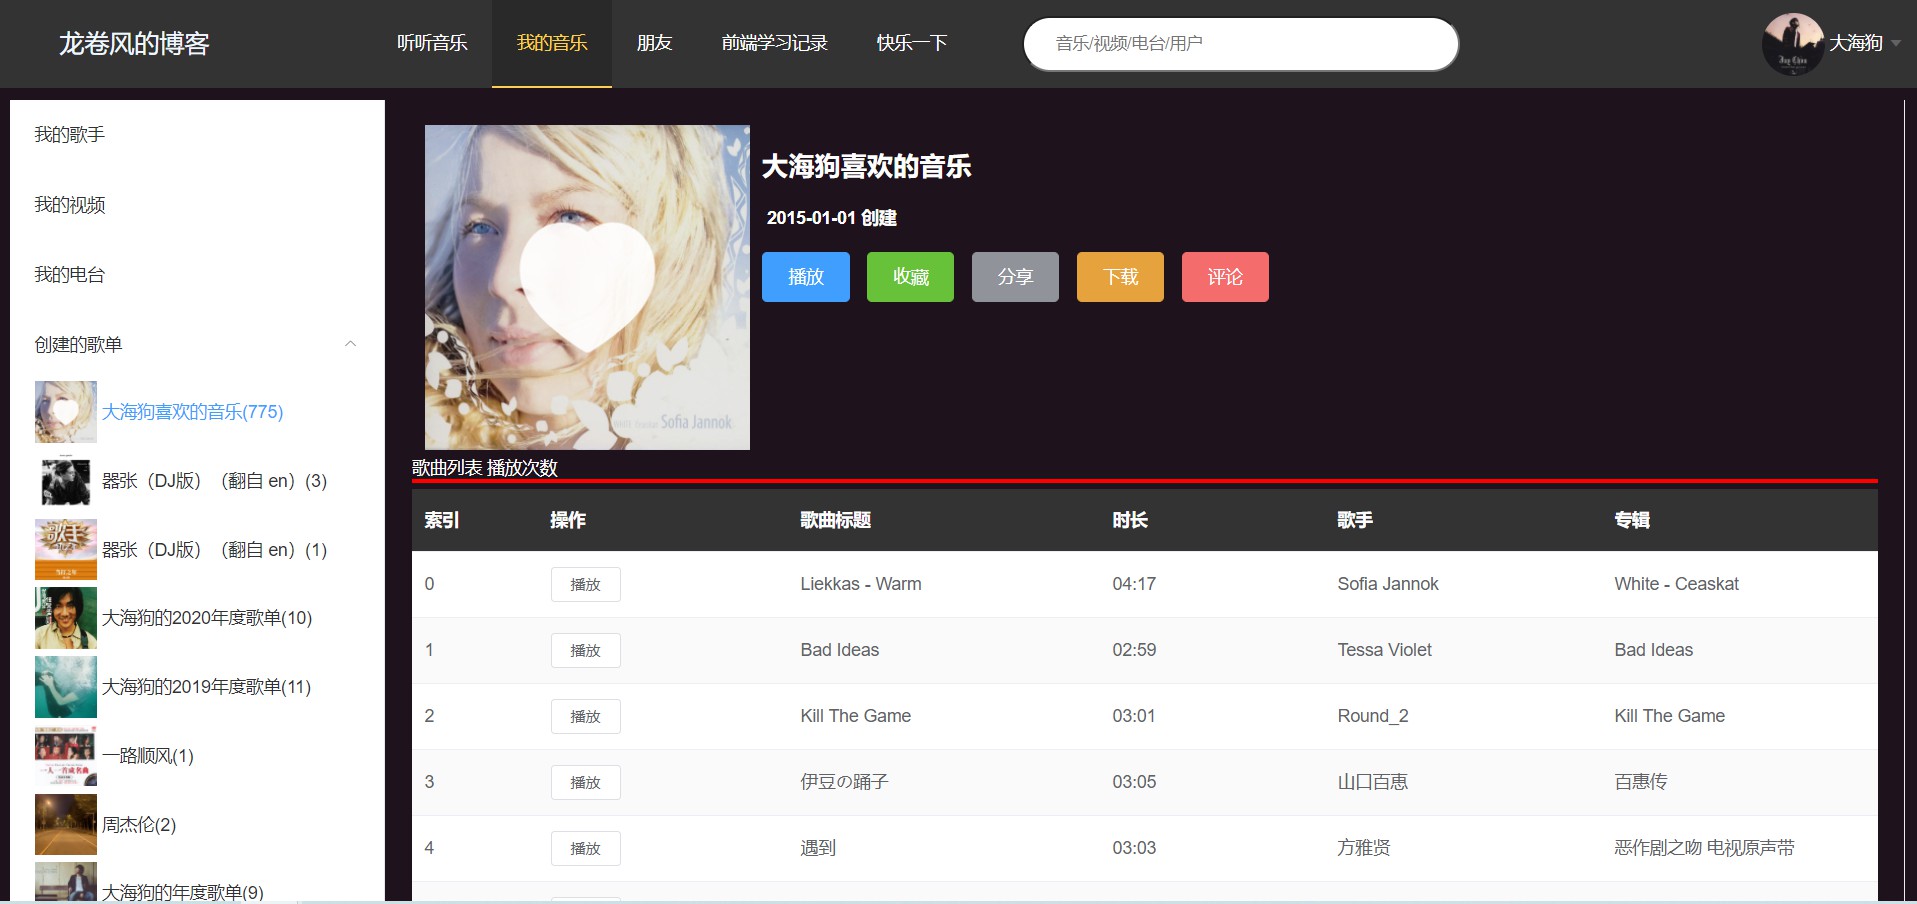 龙卷风的博客 听听音乐 我的音乐 朋友 前端学习记录 快乐一下 音乐/视频/电台/用户 大海狗
我的歌手
我的视频
我的电台
创建的歌单
大海狗喜欢的音乐(775)
嚣张（DJ版）（翻自 en）(3)
嚣张（DJ版）（翻自 en）(1)
大海狗的2020年度歌单(10)
大海狗的2019年度歌单(11)
一路顺风(1)
周杰伦(2)
大海狗的年度歌单(9)
Sofia Jannok
大海狗喜欢的音乐
2015-01-01 创建
播放 收藏 分享 下载 评论
歌曲列表 播放次数
索引 操作 歌曲标题 时长 歌手 专辑
0 播放 Liekkas - Warm 04:17 Sofia Jannok White - Ceaskat
1 播放 Bad Ideas 02:59 Tessa Violet Bad Ideas
2 播放 Kill The Game 03:01 Round_2 Kill The Game
3 播放 伊豆の踊子 03:05 山口百惠 百惠传
4 播放 遇到 03:03 方雅贤 恶作剧之吻 电视原声带